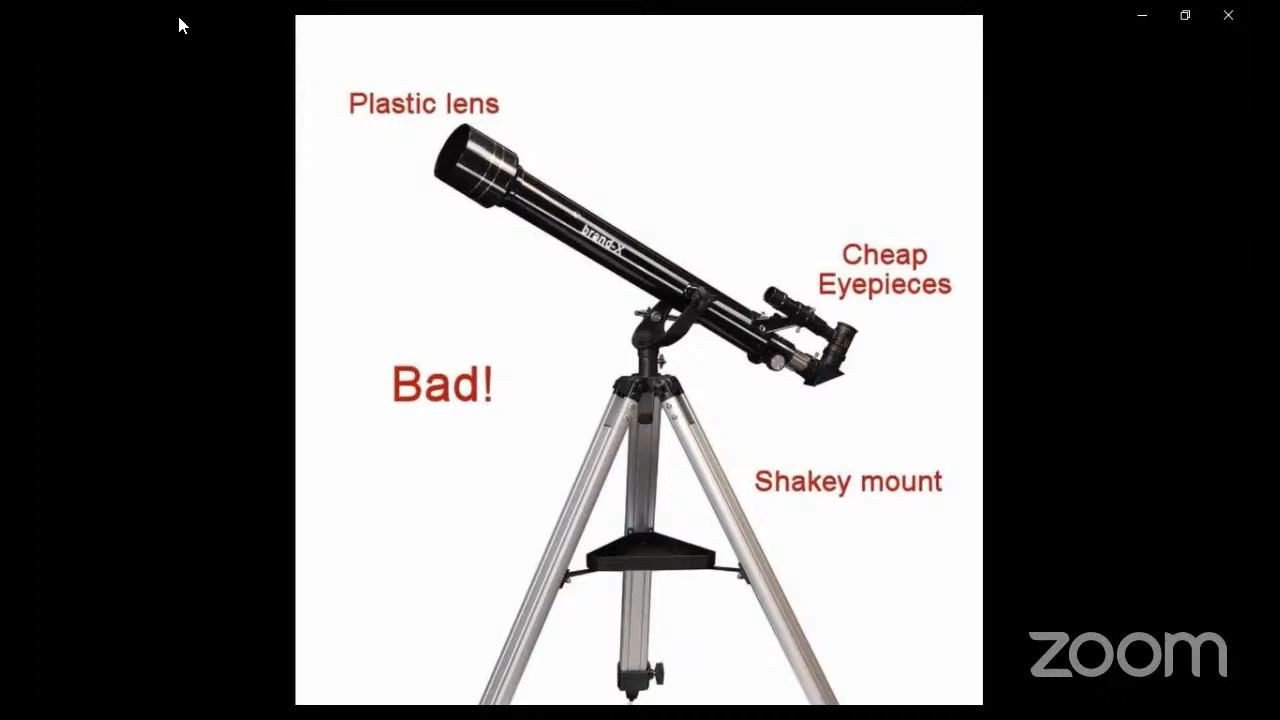 Plastic lens
brand-X
Cheap
Eyepieces
Bad!
Shakey mount
zoom